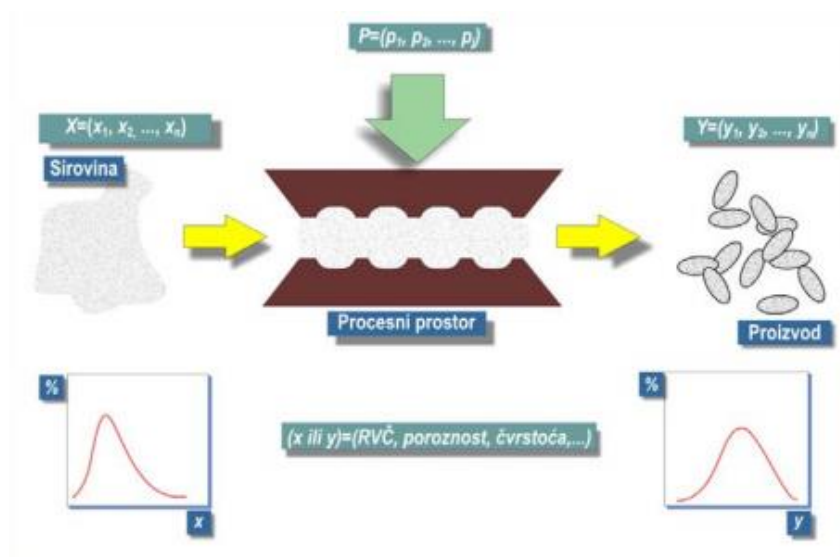 P=(p₁, p₂, ..., pⱼ)
X=(x₁, x₂, ..., xₙ)
Y=(y₁, y₂, ..., yₙ)
Sirovina
Procesni prostor
Proizvod
%
x
(x ili y)=(RVČ, poroznost, čvrstoća,...)
%
y